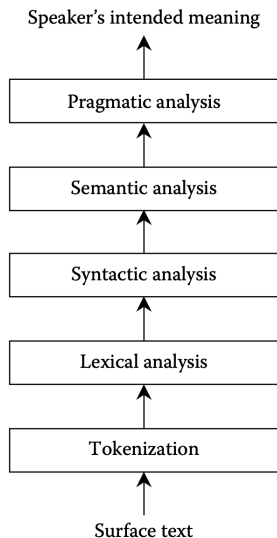 Speaker’s intended meaning
Pragmatic analysis
Semantic analysis
Syntactic analysis
Lexical analysis
Tokenization
Surface text